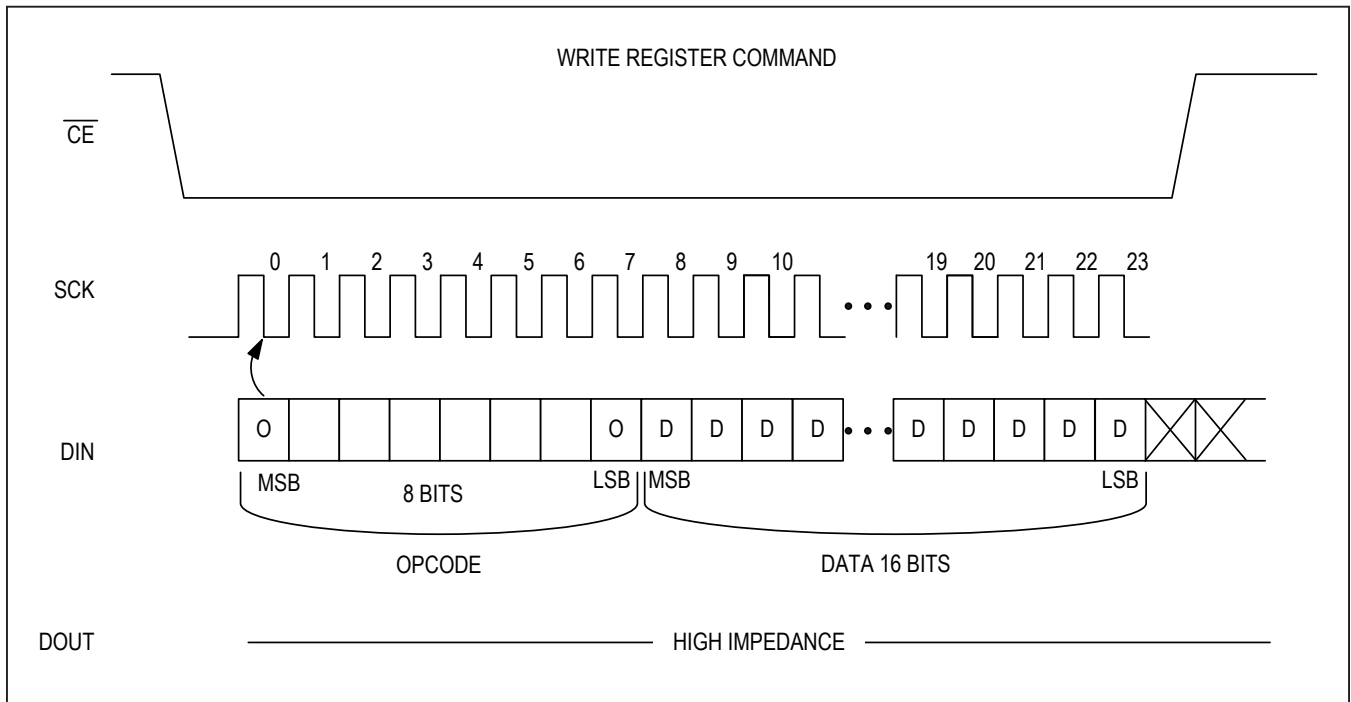 WRITE REGISTER COMMAND
CE
SCK
0 1 2 3 4 5 6 7 8 9 10 19 20 21 22 23
DIN
O O D D D D D D D D D
MSB 8 BITS LSB MSB LSB
OPCODE DATA 16 BITS
DOUT HIGH IMPEDANCE